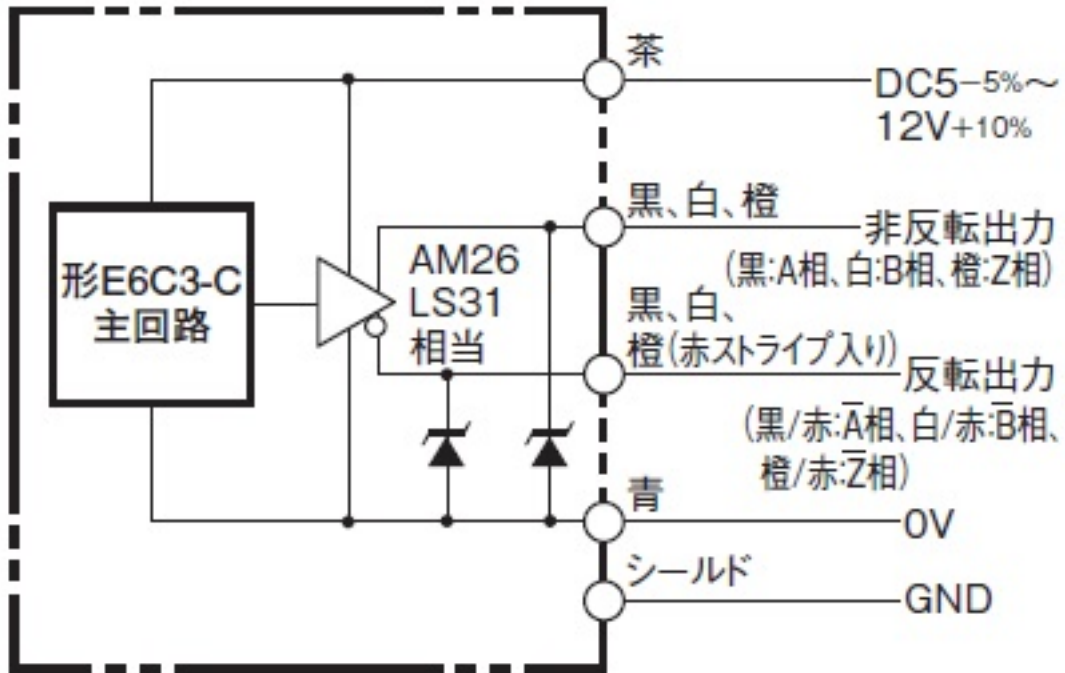 茶
DC5−5%～
12V+10%
黒、白、橙
非反転出力
(黒:A相、白:B相、橙:Z相)
形E6C3-C
主回路
AM26
LS31
相当
黒、白、
橙(赤ストライプ入り)
反転出力
(黒/赤:A̅相、白/赤:B̅相、
橙/赤:Z̅相)
青
0V
シールド
GND